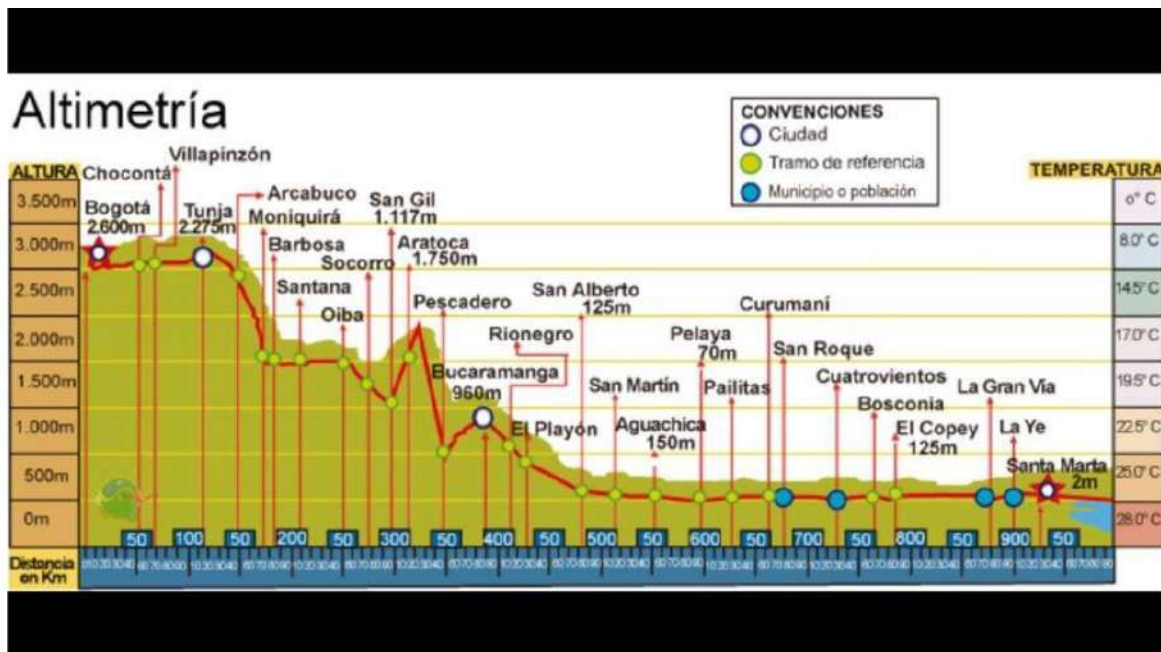 Altimetría
CONVENCIONES
Ciudad
Tramo de referencia
Municipio o población
ALTURA
3.500m
3.000m
2.500m
2.000m
1.500m
1.000m
500m
0m
TEMPERATURA
0° C
8.0° C
14.5° C
17.0° C
19.5° C
22.5° C
25.0° C
28.0° C
Bogotá
2.600m
Chocontá
Villapinzón
Tunja
2.275m
Arcabuco
Moniquirá
Barbosa
Santana
Oiba
Socorro
San Gil
1.117m
Aratoca
1.750m
Pescadero
Bucaramanga
960m
Rionegro
El Playón
San Alberto
125m
San Martín
Aguachica
150m
Pelaya
70m
Pailitas
Curumaní
San Roque
Cuatrovientos
Bosconia
El Copey
125m
La Gran Vía
La Ye
Santa Marta
2m
50 100 50 200 50 300 50 400 50 500 50 600 50 700 50 800 50 900 50
Distancia
en Km